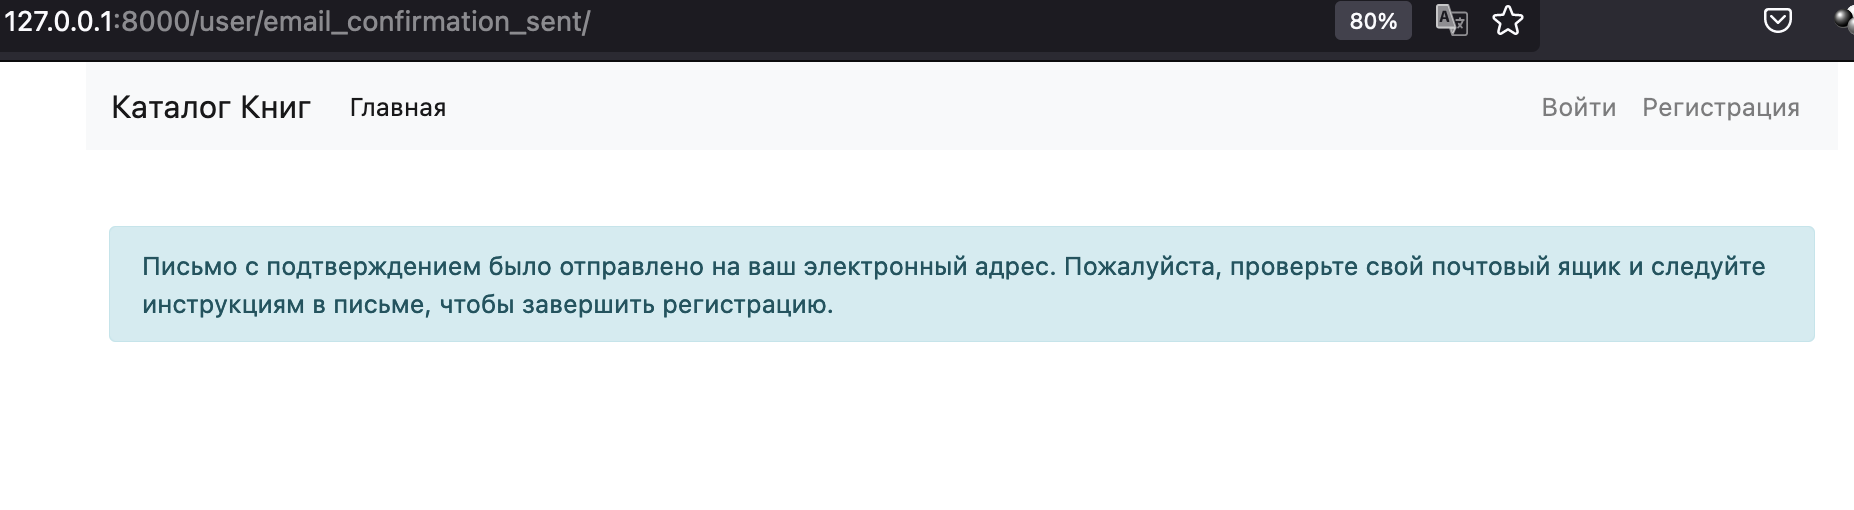 127.0.0.1:8000/user/email_confirmation_sent/ 80%
Каталог Книг Главная Войти Регистрация
Письмо с подтверждением было отправлено на ваш электронный адрес. Пожалуйста, проверьте свой почтовый ящик и следуйте
инструкциям в письме, чтобы завершить регистрацию.